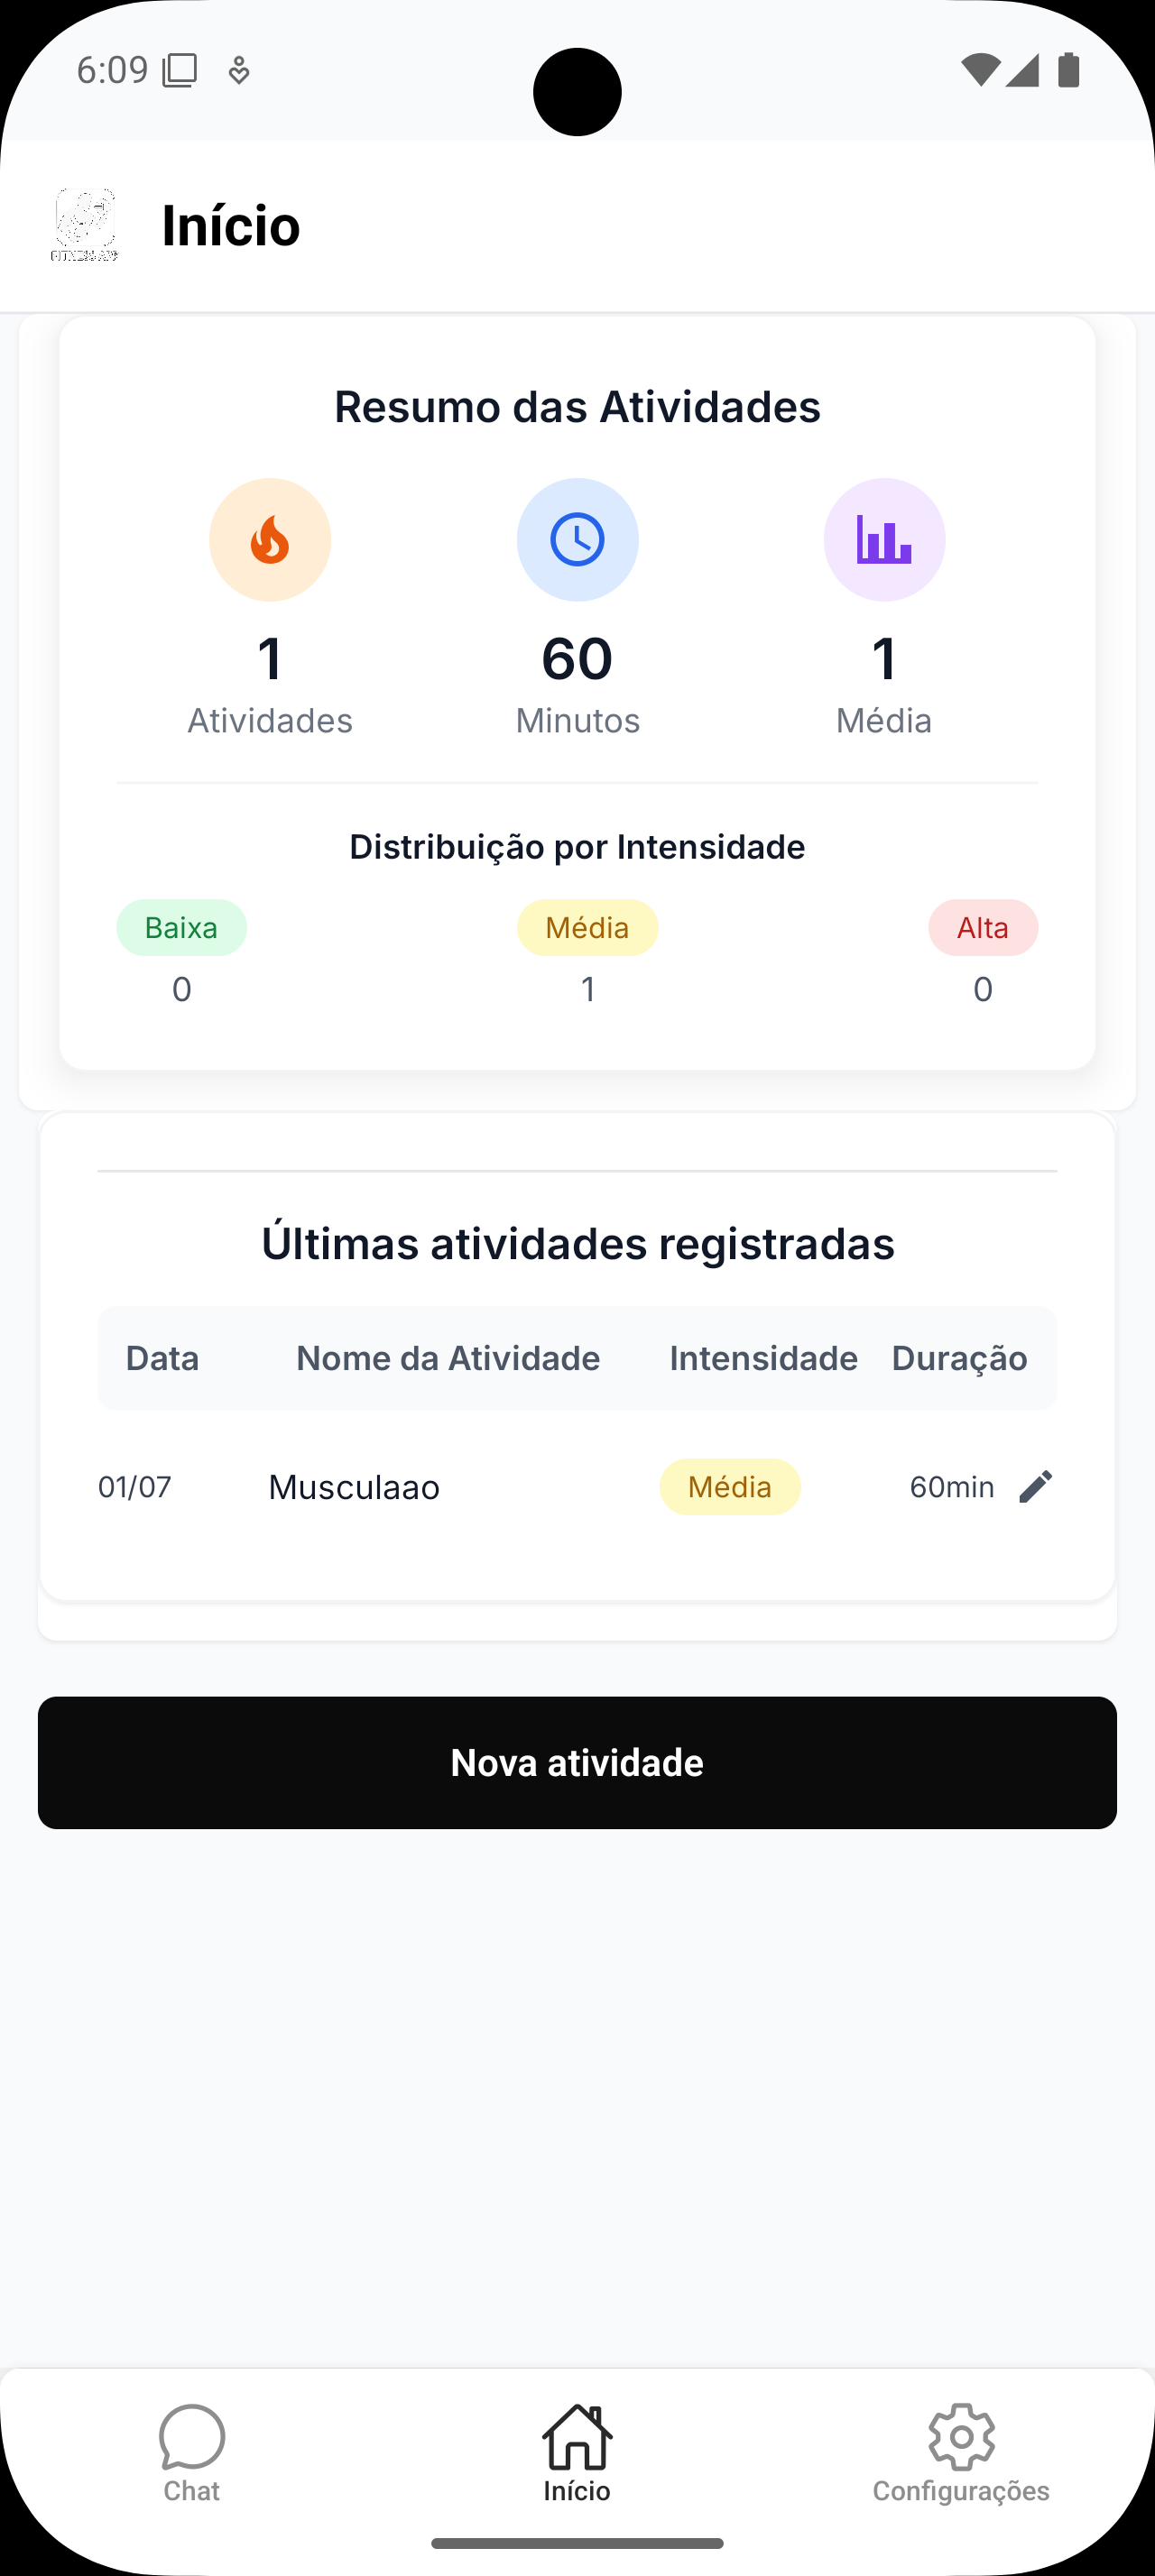 6:09
Início
Resumo das Atividades
1 60 1
Atividades Minutos Média
Distribuição por Intensidade
Baixa Média Alta
0 1 0
Últimas atividades registradas
Data Nome da Atividade Intensidade Duração
01/07 Musculaao Média 60min
Nova atividade
Chat Início Configurações